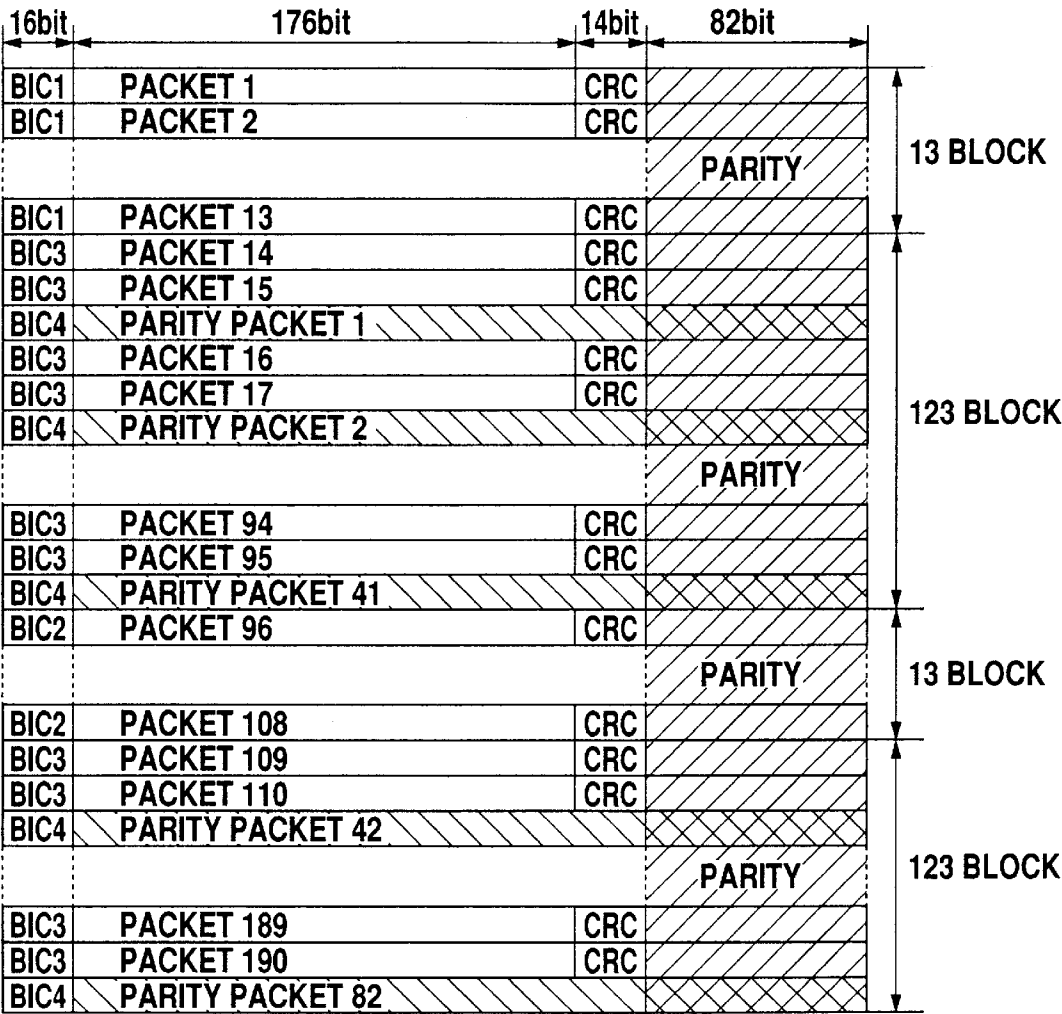 16bit 176bit 14bit 82bit
BIC1 PACKET 1 CRC
BIC1 PACKET 2 CRC
PARITY 13 BLOCK
BIC1 PACKET 13 CRC
BIC3 PACKET 14 CRC
BIC3 PACKET 15 CRC
BIC4 PARITY PACKET 1
BIC3 PACKET 16 CRC
BIC3 PACKET 17 CRC
123 BLOCK
BIC4 PARITY PACKET 2
PARITY
BIC3 PACKET 94 CRC
BIC3 PACKET 95 CRC
BIC4 PARITY PACKET 41
BIC2 PACKET 96 CRC
PARITY 13 BLOCK
BIC2 PACKET 108 CRC
BIC3 PACKET 109 CRC
BIC3 PACKET 110 CRC
BIC4 PARITY PACKET 42
PARITY 123 BLOCK
BIC3 PACKET 189 CRC
BIC3 PACKET 190 CRC
BIC4 PARITY PACKET 82